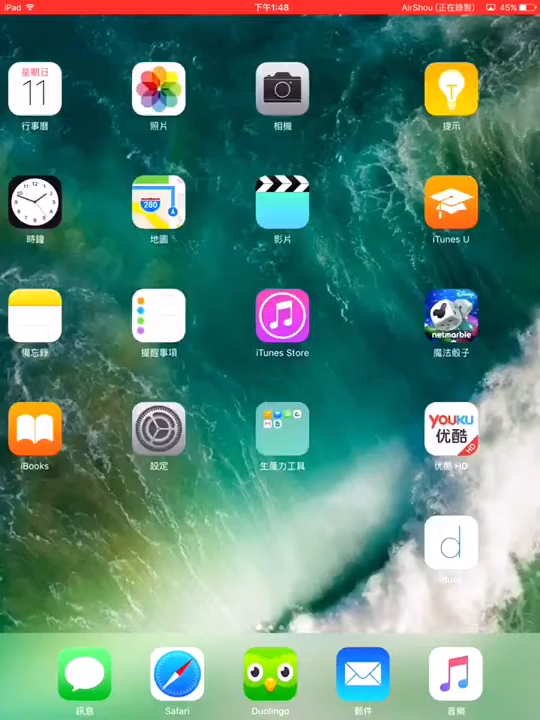 iPad 下午1:48 AirShou (正在錄製) 45%
星期日
11
行事曆 照片 相機 提示
280
時鐘 地圖 影片 iTunes U
Disney
netmarble
備忘錄 提醒事項 iTunes Store 魔法骰子
YOUKU
优酷
HD
iBooks 設定 生產力工具 优酷 HD
d
duet
訊息 Safari Duolingo 郵件 音樂